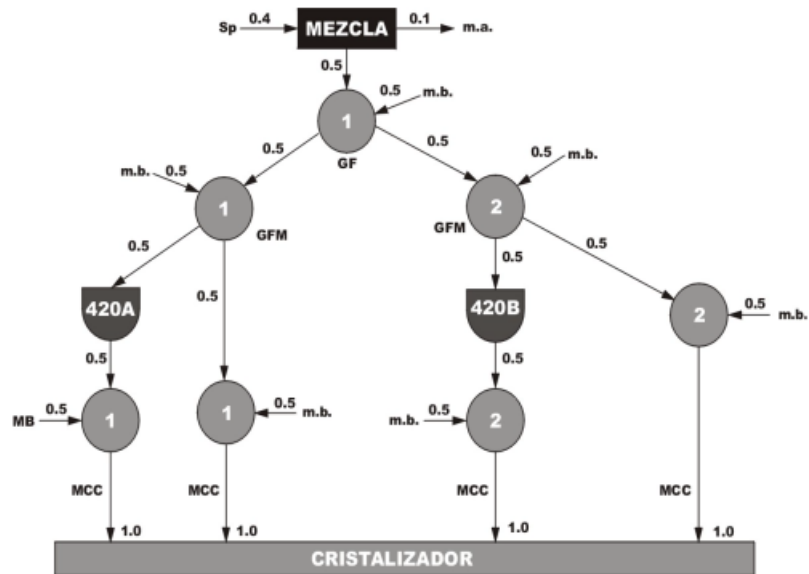 Sp 0.4 MEZCLA 0.1 m.a.
0.5
0.5 m.b.
1
0.5 GF 0.5
m.b. 0.5 0.5 m.b.
1 2
GFM GFM
0.5 0.5 0.5
420A 0.5 420B 2 0.5 m.b.
0.5 0.5
MB 0.5 1 1 0.5 m.b. m.b. 0.5 2
MCC MCC MCC MCC
1.0 1.0 1.0 1.0
CRISTALIZADOR